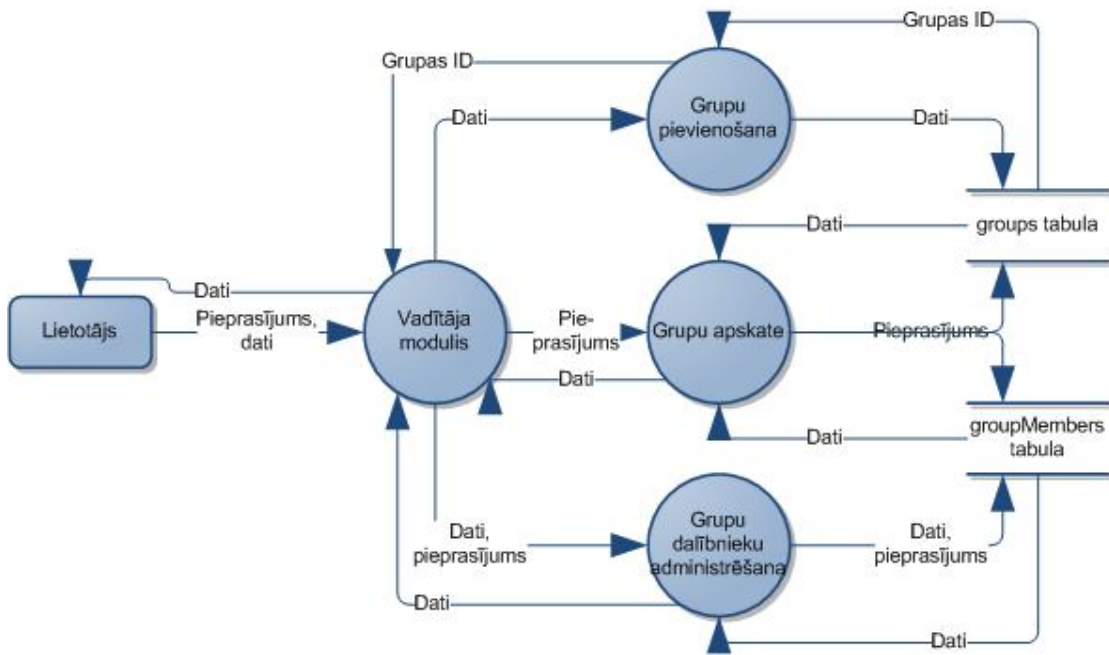 Grupas ID
Grupas ID
Dati
Grupu
pievienošana
Dati
Dati
groups tabula
Dati
Lietotājs
Pieprasījums,
dati
Vadītāja
modulis
Pie-
prasījums
Grupu apskate
Pieprasījums
Dati
Dati
groupMembers
tabula
Dati,
pieprasījums
Grupu
dalībnieku
administrēšana
Dati,
pieprasījums
Dati
Dati